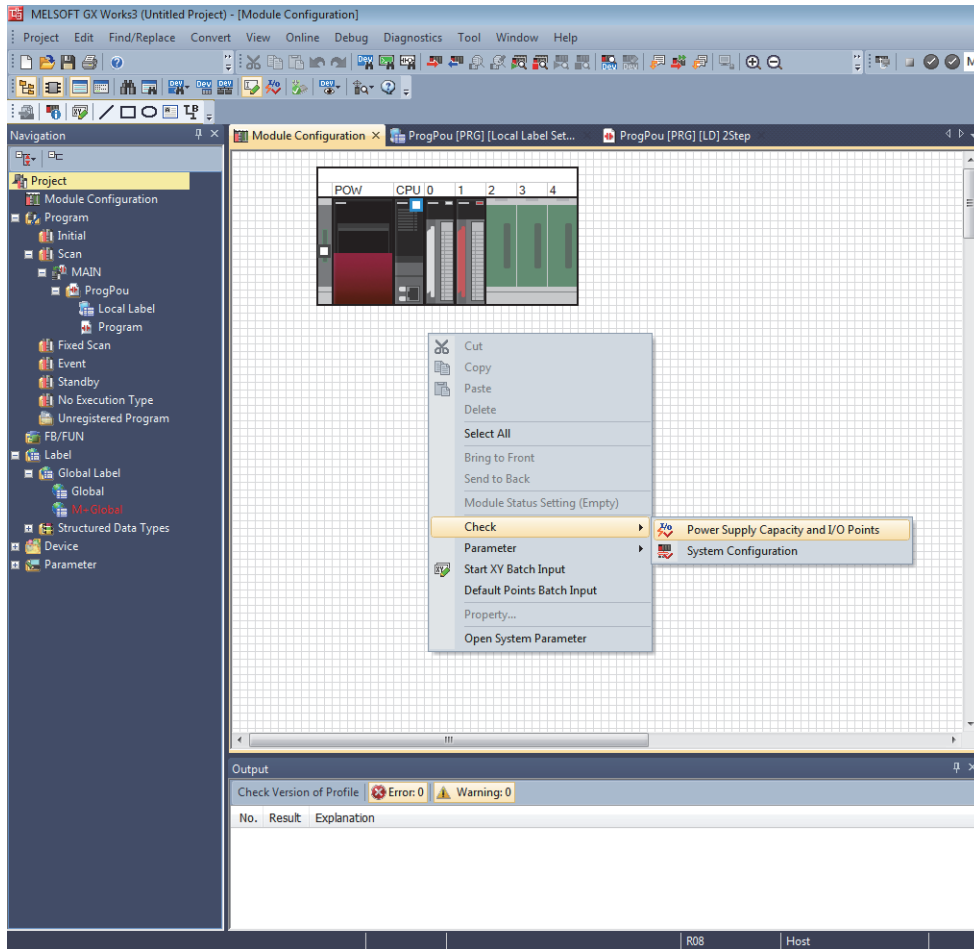 MELSOFT GX Works3 (Untitled Project) - [Module Configuration]
Project Edit Find/Replace Convert View Online Debug Diagnostics Tool Window Help
Navigation
Module Configuration
ProgPou [PRG] [Local Label Set...
ProgPou [PRG] [LD] 2Step
Project
Module Configuration
Program
Initial
Scan
MAIN
ProgPou
Local Label
Program
Fixed Scan
Event
Standby
No Execution Type
Unregistered Program
FB/FUN
Label
Global Label
Global
M+Global
Structured Data Types
Device
Parameter
POW CPU 0 1 2 3 4
Cut
Copy
Paste
Delete
Select All
Bring to Front
Send to Back
Module Status Setting (Empty)
Check
Parameter
Start XY Batch Input
Default Points Batch Input
Property...
Open System Parameter
Power Supply Capacity and I/O Points
System Configuration
Output
Check Version of Profile Error: 0 Warning: 0
No. Result Explanation
R08 Host